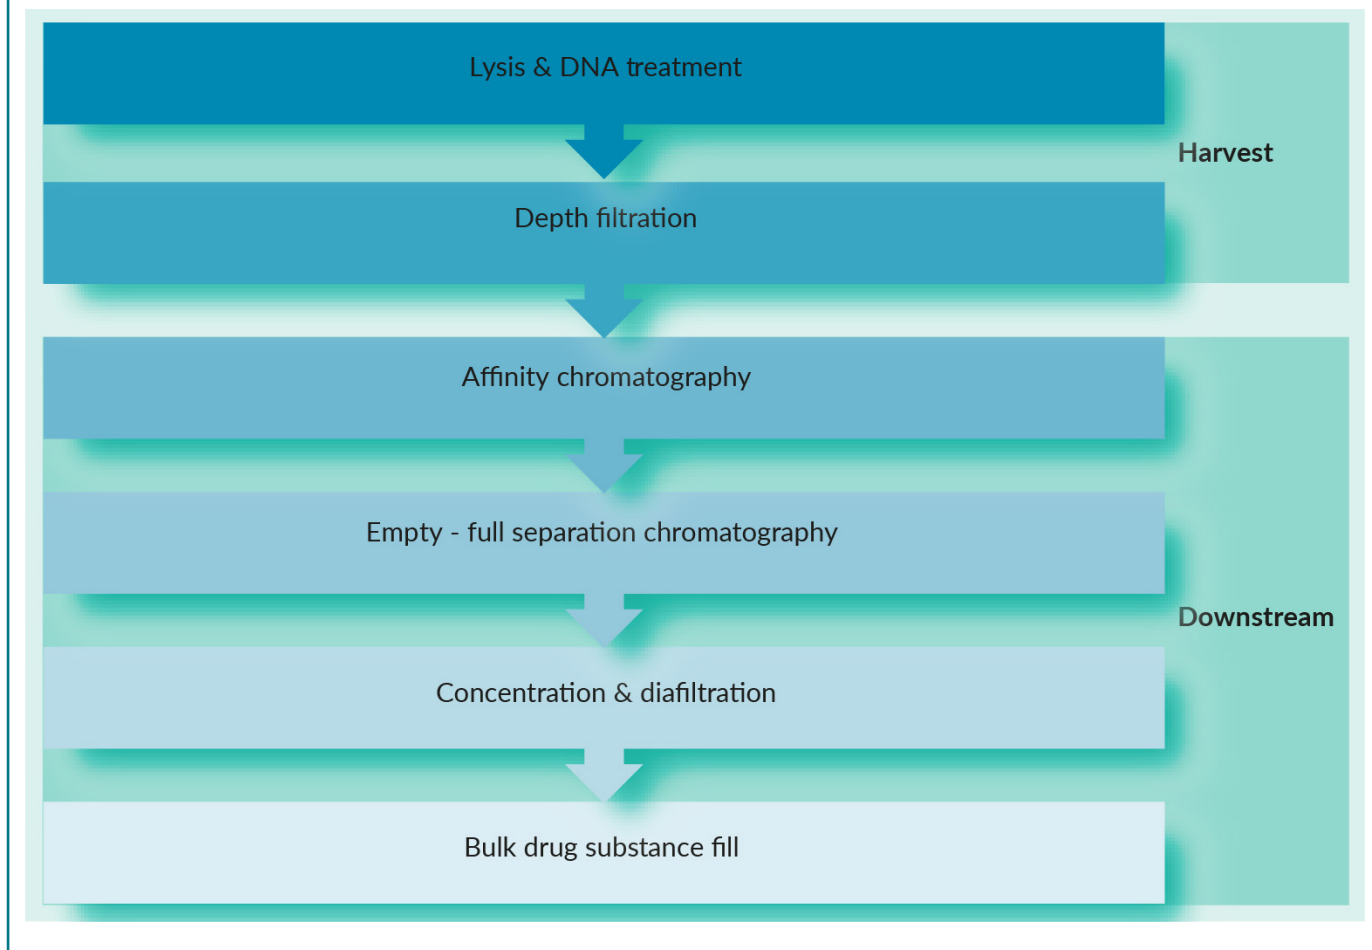 Lysis & DNA treatment
Harvest
Depth filtration
Affinity chromatography
Empty - full separation chromatography
Downstream
Concentration & diafiltration
Bulk drug substance fill